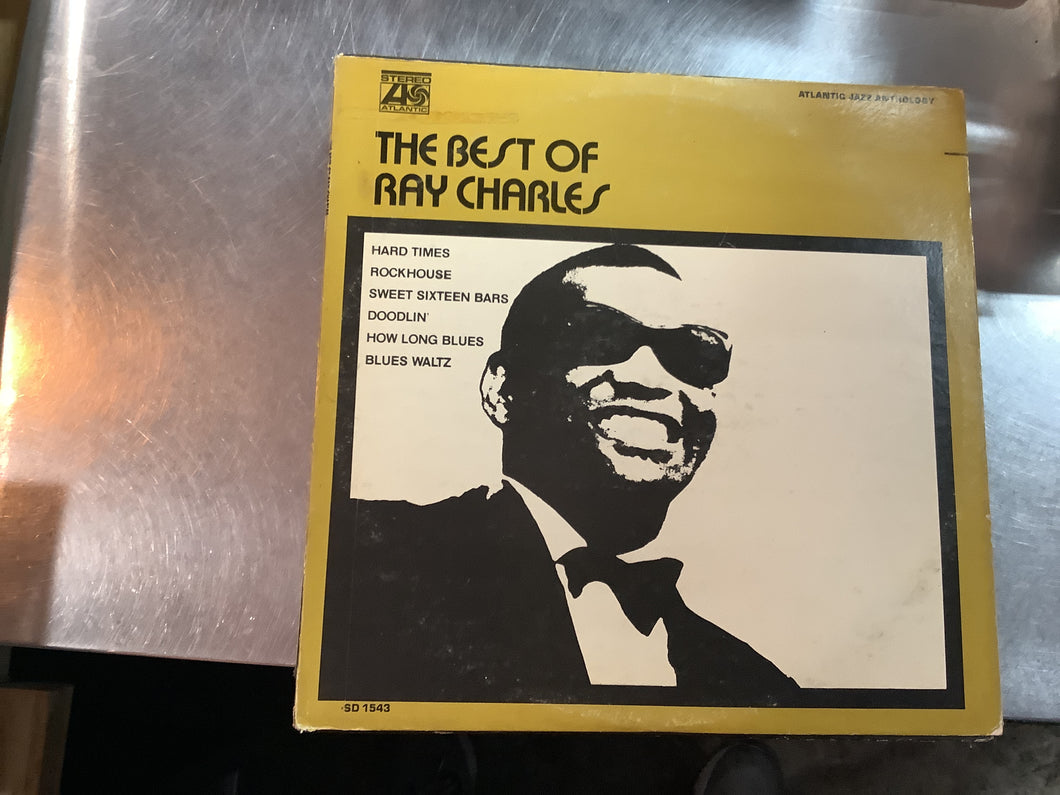 STEREO
ATLANTIC
ATLANTIC JAZZ ANTHOLOGY
THE BEST OF
RAY CHARLES
HARD TIMES
ROCKHOUSE
SWEET SIXTEEN BARS
DOODLIN'
HOW LONG BLUES
BLUES WALTZ
SD 1543